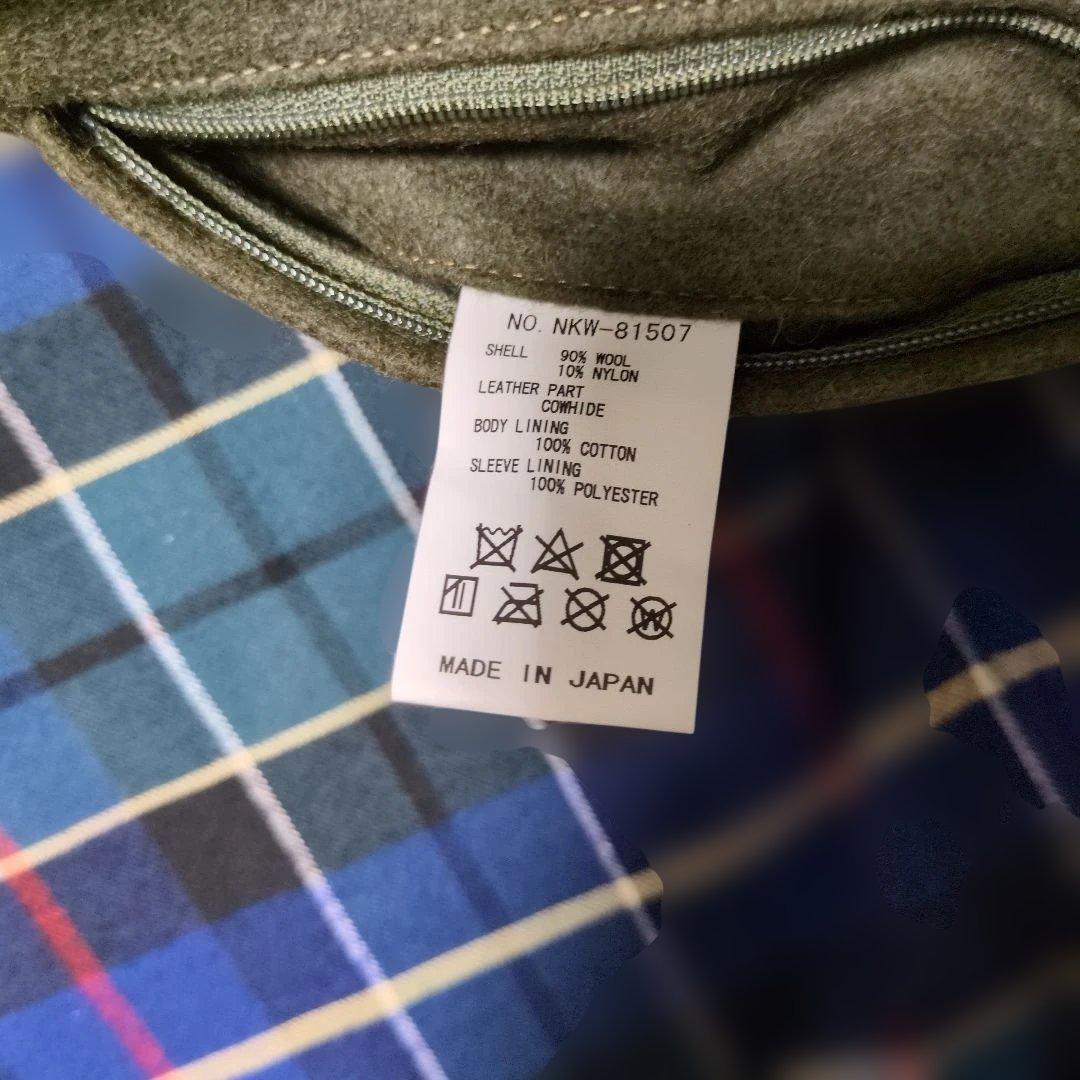 NO. NKW-81507
SHELL 90% WOOL
10% NYLON
LEATHER PART
COWHIDE
BODY LINING
100% COTTON
SLEEVE LINING
100% POLYESTER
MADE IN JAPAN